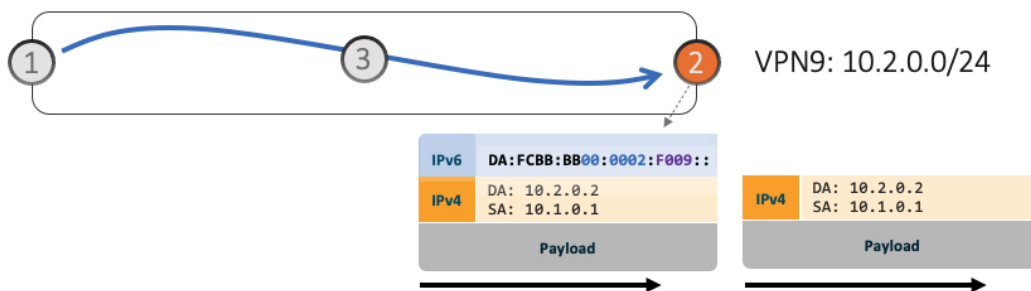 1
3
2
VPN9: 10.2.0.0/24
IPv6
DA:FCBB:BB00:0002:F009::
IPv4
DA: 10.2.0.2
SA: 10.1.0.1
Payload
IPv4
DA: 10.2.0.2
SA: 10.1.0.1
Payload